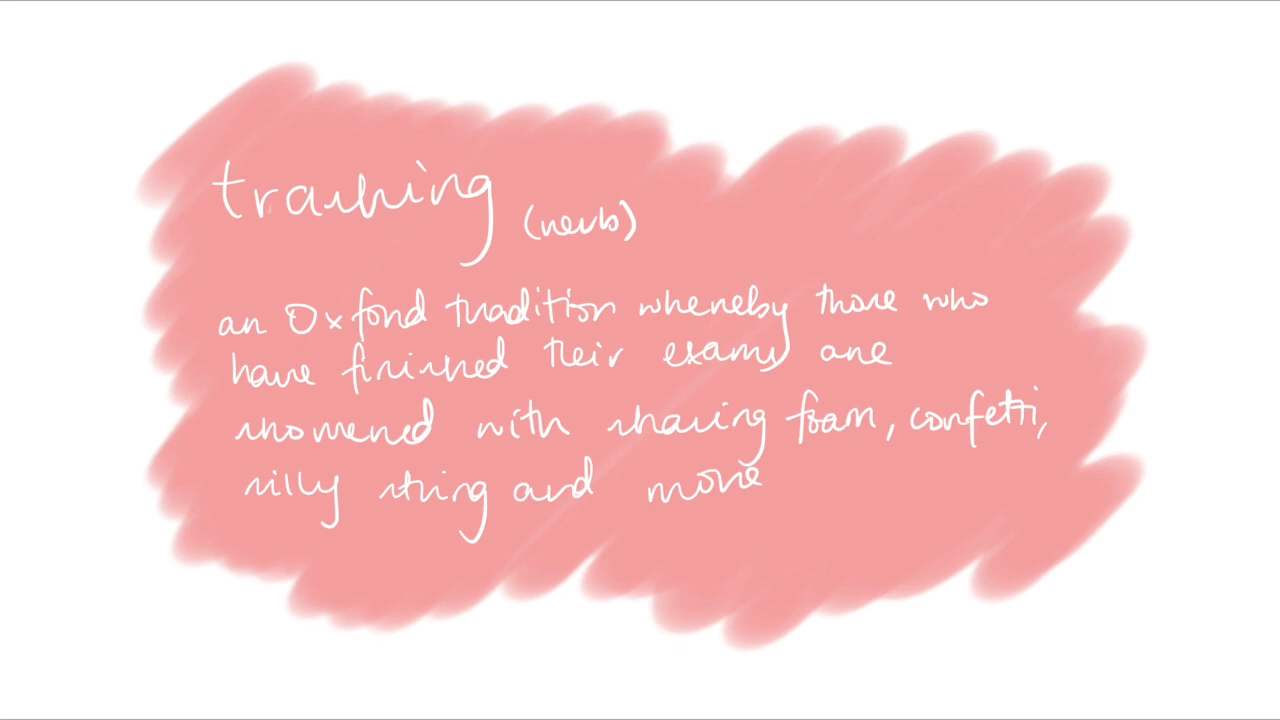 trashing (verb)
an Oxford tradition whereby those who
have finished their exams are
showered with shaving foam, confetti,
silly string and more